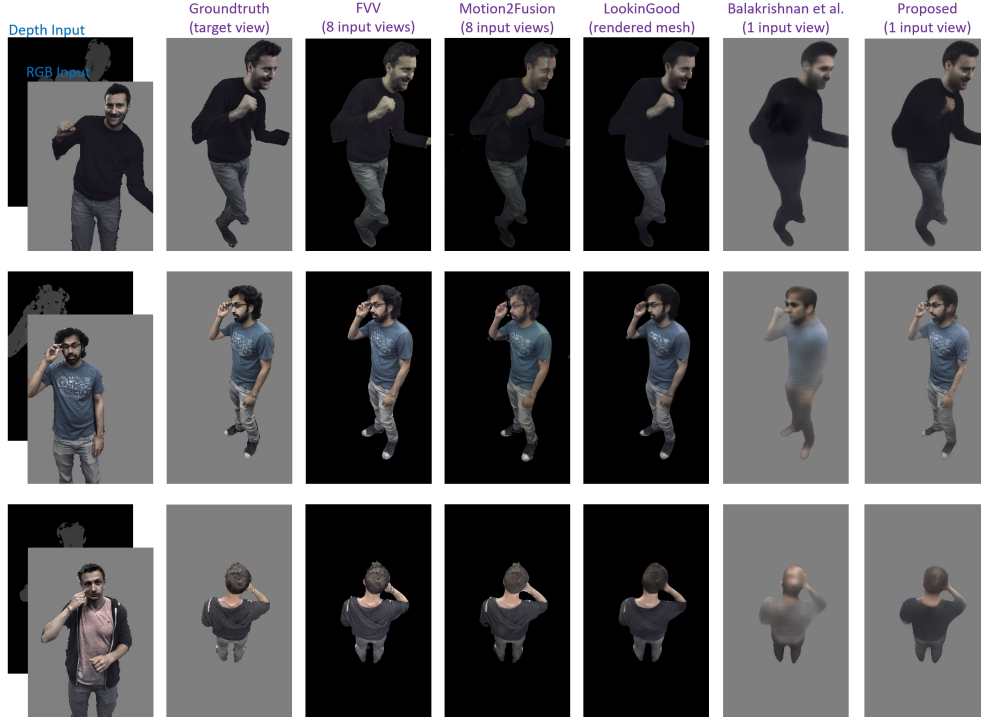 Depth Input
RGB Input
Groundtruth
(target view)
FVV
(8 input views)
Motion2Fusion
(8 input views)
LookinGood
(rendered mesh)
Balakrishnan et al.
(1 input view)
Proposed
(1 input view)